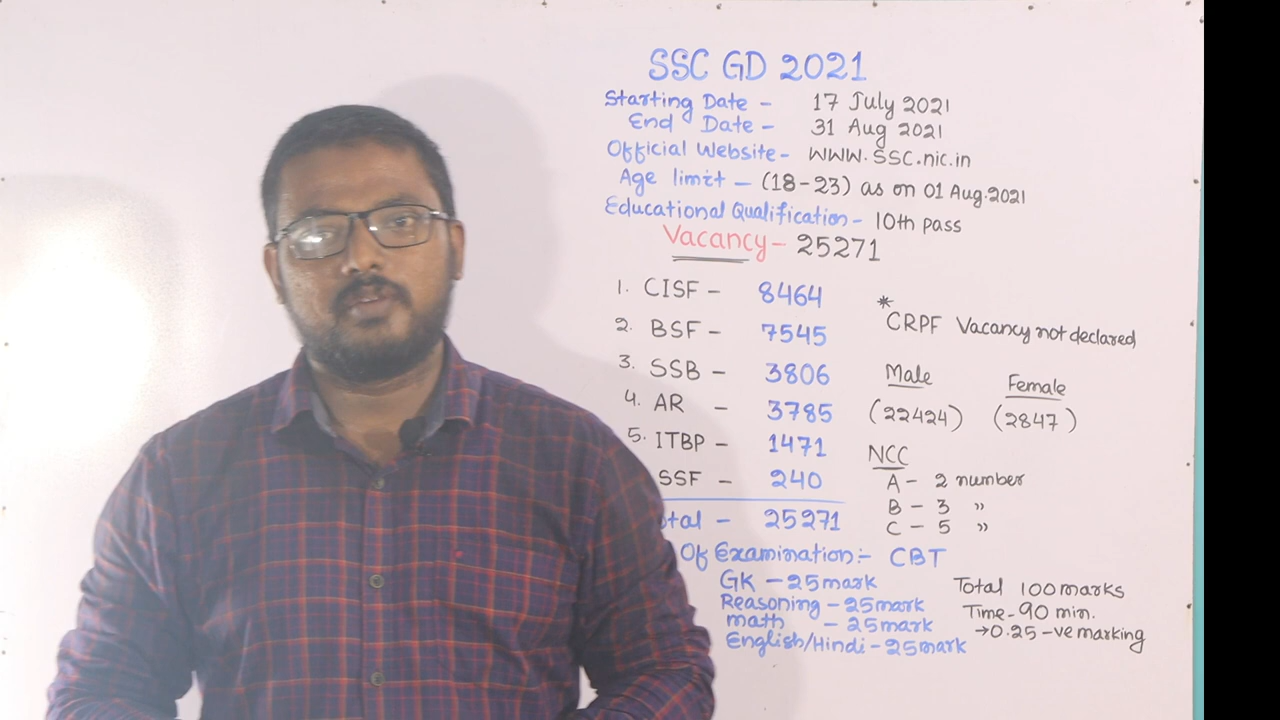 SSC GD 2021
Starting Date - 17 July 2021
End Date - 31 Aug 2021
Official Website - WWW.SSC.nic.in
Age limit - (18-23) as on 01 Aug.2021
Educational Qualification - 10th pass
Vacancy - 25271
1. CISF - 8464
2. BSF - 7545
3. SSB - 3806
4. AR - 3785
5. ITBP - 1471
SSF - 240
- 25271
* CRPF Vacancy not declared
Male Female
(22424) (2847)
NCC
A - 2 number
B - 3 "
C - 5 "
Of Examination :- CBT
GK - 25 mark
Reasoning - 25 mark
math - 25 mark
English/Hindi - 25 mark
Total 100 marks
Time - 90 min.
→ 0.25 -ve marking